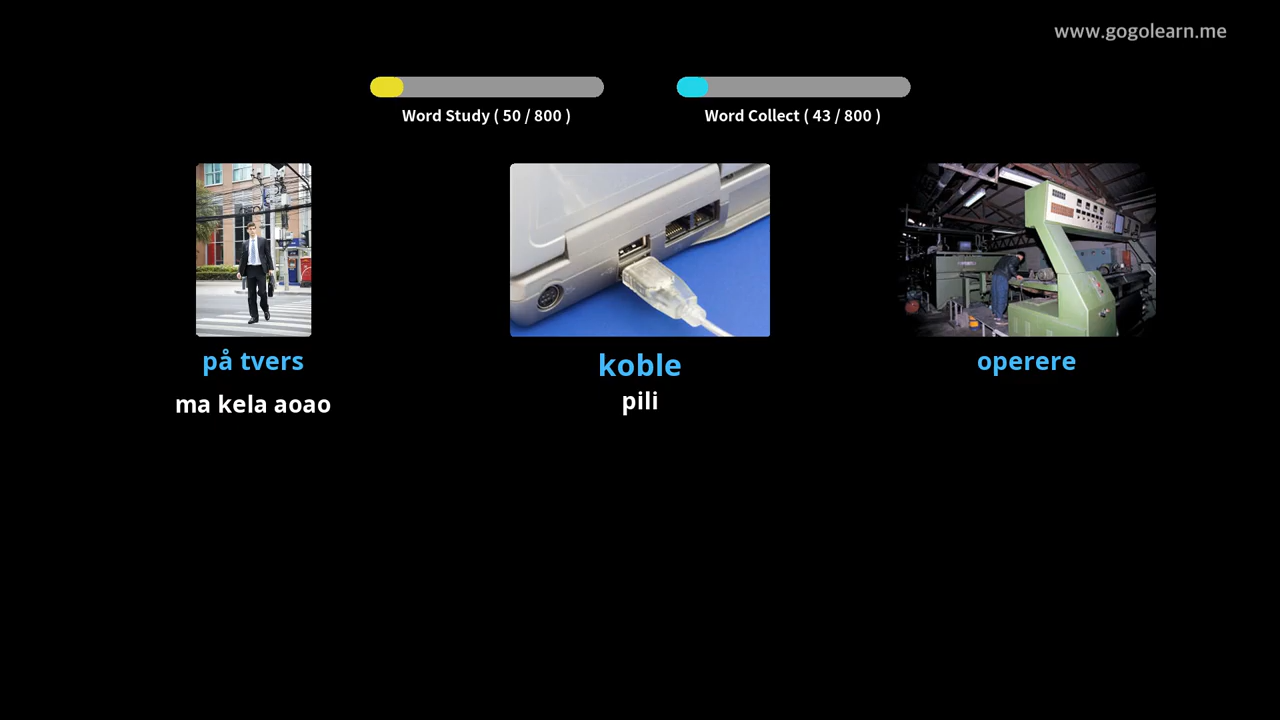 www.gogolearn.me
Word Study ( 50 / 800 )
Word Collect ( 43 / 800 )
på tvers
koble
operere
ma kela aoao
pili